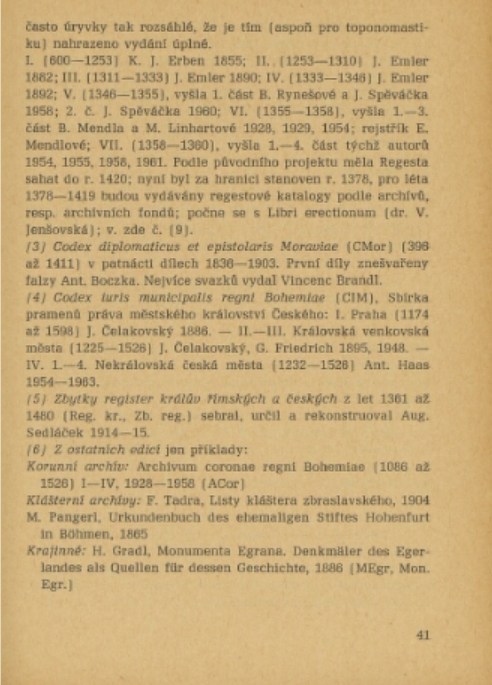 často úryvky tak rozsáhlé, že je tím (aspoň pro toponomasti-
ku) nahrazeno vydání úplné.
I. (600—1253) K. J. Erben 1855; II. (1253—1310) J. Emler
1882; III. (1311—1333) J. Emler 1890; IV. (1333—1346) J. Emler
1892; V. (1346—1355), vyšla 1. část B. Rynešové a J. Spěváčka
1958; 2. č. J. Spěváčka 1960; VI. (1355—1358), vyšla 1.—3.
část B. Mendla a M. Linhartové 1928, 1929, 1954; rejstřík E.
Mendlové; VII. (1358—1360), vyšla 1.—4. část týchž autorů
1954, 1955, 1958, 1961. Podle původního projektu měla Regesta
sahat do r. 1420; nyní byl za hranici stanoven r. 1378, pro léta
1378—1419 budou vydávány regestové katalogy podle archívů,
resp. archivních fondů; počne se s Libri erectionum (dr. V.
Jenšovská); v. zde č. (9).
(3) Codex diplomaticus et epistolaris Moraviae (CMor) (396
až 1411) v patnácti dílech 1836—1903. První díly znešvařeny
falzy Ant. Boczka. Nejvíce svazků vydal Vincenc Brandl.
(4) Codex iuris municipalis regni Bohemiae (CIM), Sbírka
pramenů práva městského království Českého: I. Praha (1174
až 1598) J. Čelakovský 1886. — II.—III. Královská venkovská
města (1225—1526) J. Čelakovský, G. Friedrich 1895, 1948. —
IV. 1.—4. Nekrálovská česká města (1232—1526) Ant. Haas
1954—1963.
(5) Zbytky register králův římských a českých z let 1361 až
1480 (Reg. kr., Zb. reg.) sebral, určil a rekonstruoval Aug.
Sedláček 1914—15.
(6) Z ostatních edicí jen příklady:
Korunní archív: Archivum coronae regni Bohemiae (1086 až
1526) I—IV, 1928—1958 (ACor)
Klášterní archívy: F. Tadra, Listy kláštera zbraslavského, 1904
M. Pangerl, Urkundenbuch des ehemaligen Stiftes Hohenfurt
in Böhmen, 1865
Krajinné: H. Gradl, Monumenta Egrana. Denkmäler des Eger-
landes als Quellen für dessen Geschichte, 1886 (MEgr, Mon.
Egr.)
41